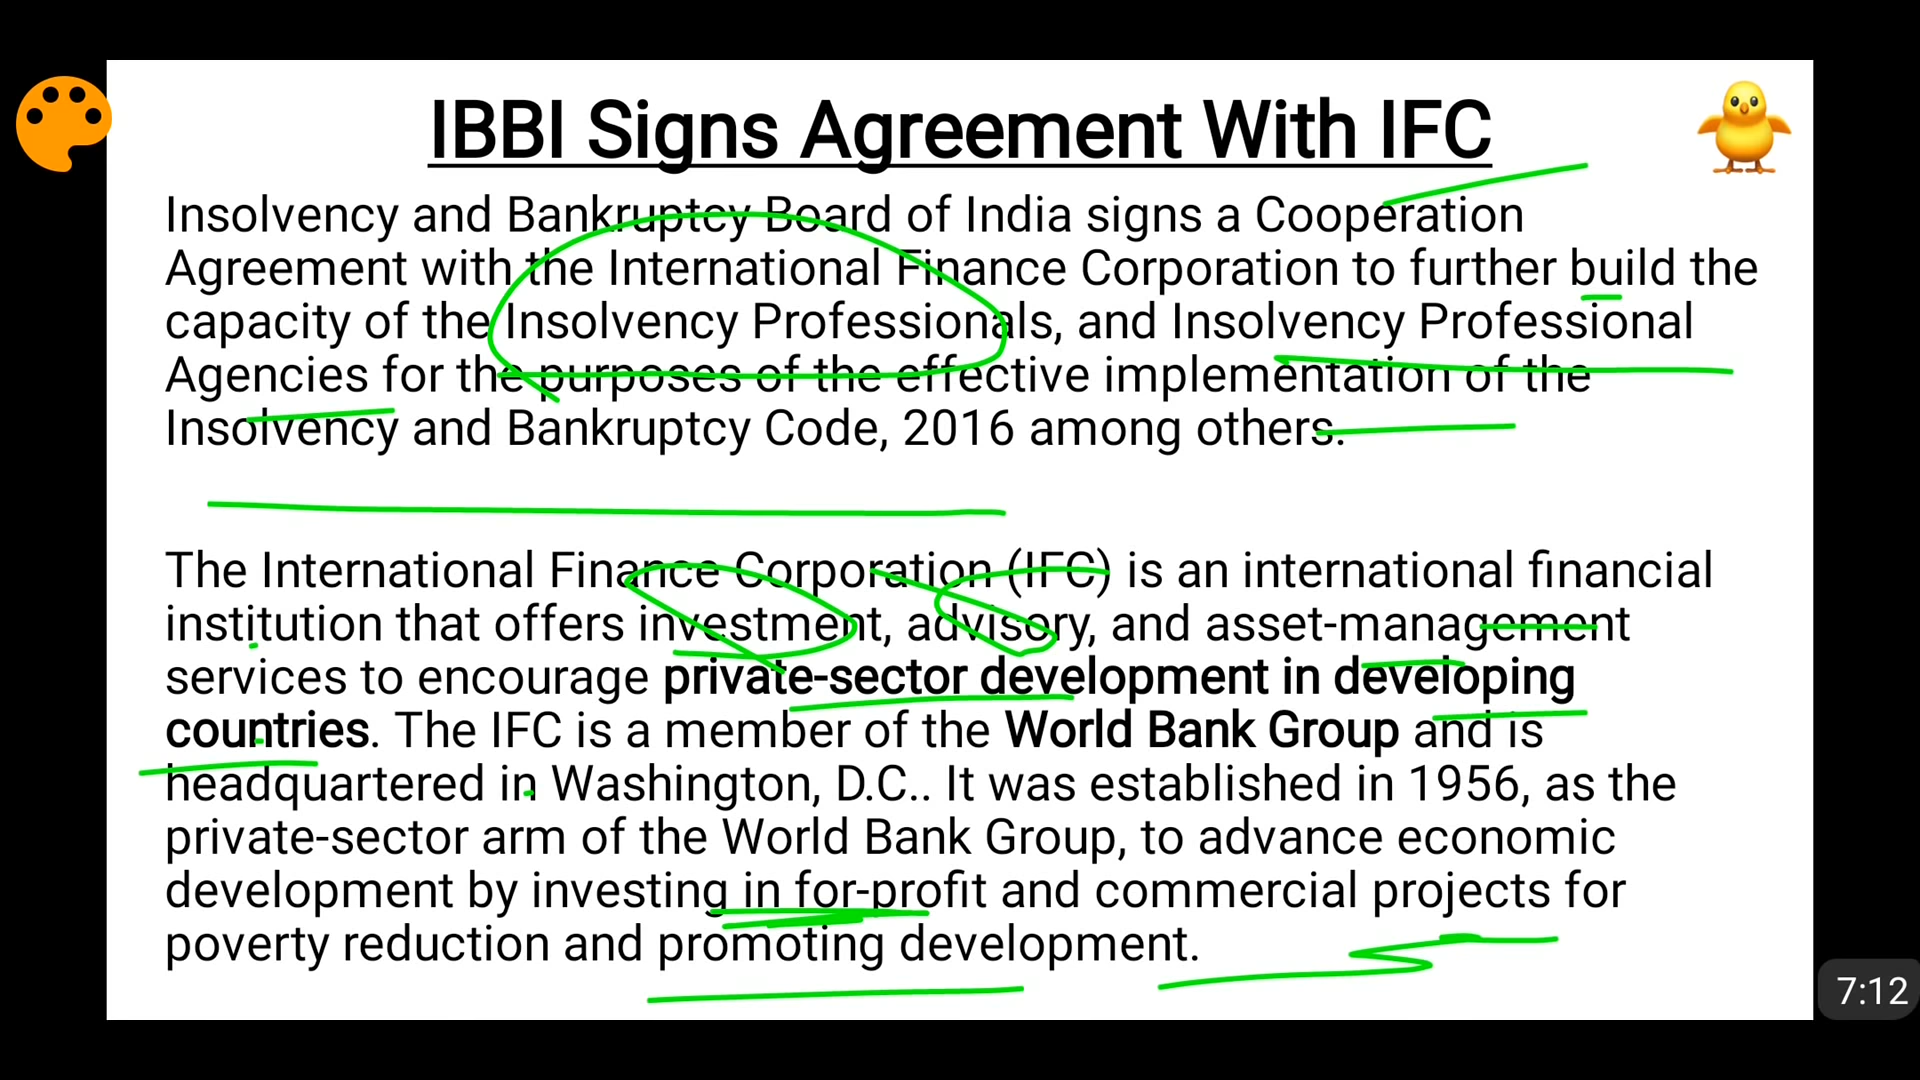 IBBI Signs Agreement With IFC
Insolvency and Bankruptcy Board of India signs a Cooperation
Agreement with the International Finance Corporation to further build the
capacity of the Insolvency Professionals, and Insolvency Professional
Agencies for the purposes of the effective implementation of the
Insolvency and Bankruptcy Code, 2016 among others.
The International Finance Corporation (IFC) is an international financial
institution that offers investment, advisory, and asset-management
services to encourage private-sector development in developing
countries. The IFC is a member of the World Bank Group and is
headquartered in Washington, D.C.. It was established in 1956, as the
private-sector arm of the World Bank Group, to advance economic
development by investing in for-profit and commercial projects for
poverty reduction and promoting development.
7:12